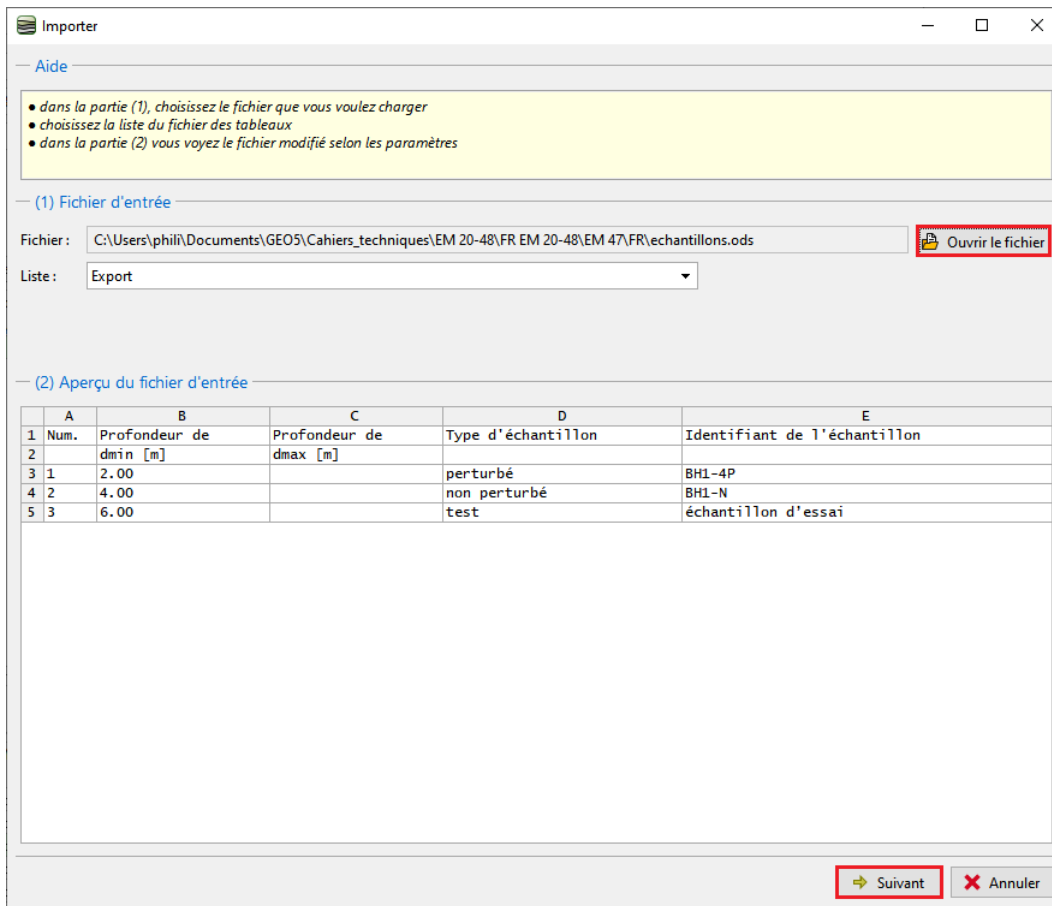 Importer
Aide
• dans la partie (1), choisissez le fichier que vous voulez charger
• choisissez la liste du fichier des tableaux
• dans la partie (2) vous voyez le fichier modifié selon les paramètres
(1) Fichier d'entrée
Fichier : C:\Users\phili\Documents\GEO5\Cahiers_techniques\EM 20-48\FR EM 20-48\EM 47\FR\echantillons.ods Ouvrir le fichier
Liste : Export
(2) Aperçu du fichier d'entrée
A B C D E
1 Num. Profondeur de Profondeur de Type d'échantillon Identifiant de l'échantillon
2 dmin [m] dmax [m]
3 1 2.00 perturbé BH1-4P
4 2 4.00 non perturbé BH1-N
5 3 6.00 test échantillon d’essai
Suivant Annuler